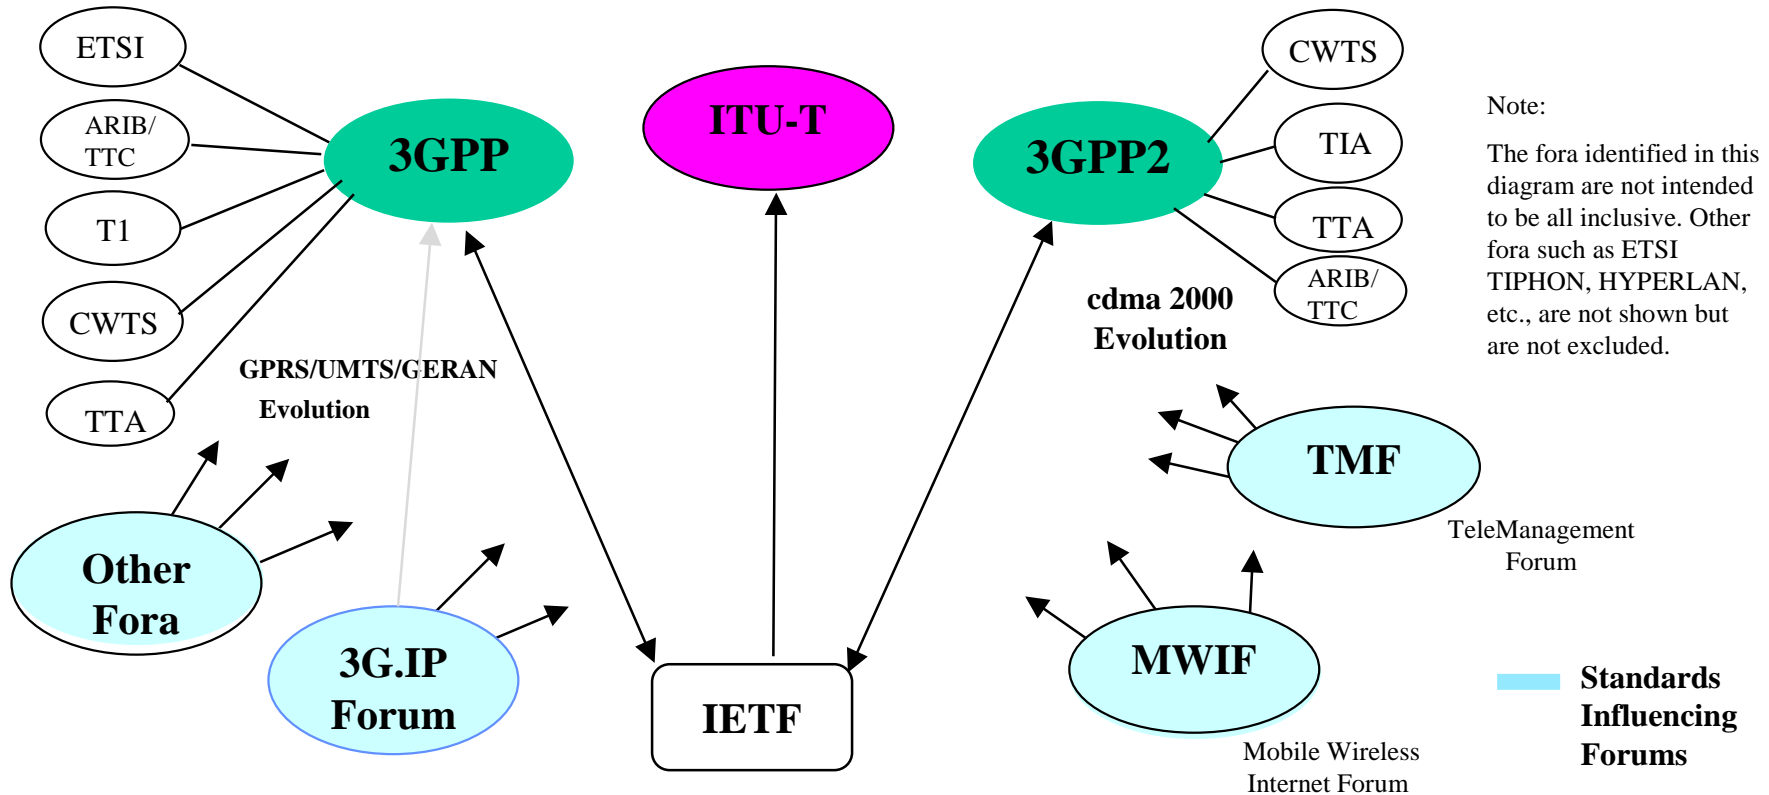 ETSI
ARIB/
TTC
T1
CWTS
TTA
3GPP
ITU-T
3GPP2
CWTS
TIA
TTA
ARIB/
TTC
Note:
The fora identified in this
diagram are not intended
to be all inclusive. Other
fora such as ETSI
TIPHON, HYPERLAN,
etc., are not shown but
are not excluded.
GPRS/UMTS/GERAN
Evolution
cdma 2000
Evolution
TMF
TeleManagement
Forum
Other
Fora
3G.IP
Forum
IETF
MWIF
Mobile Wireless
Internet Forum
Standards
Influencing
Forums